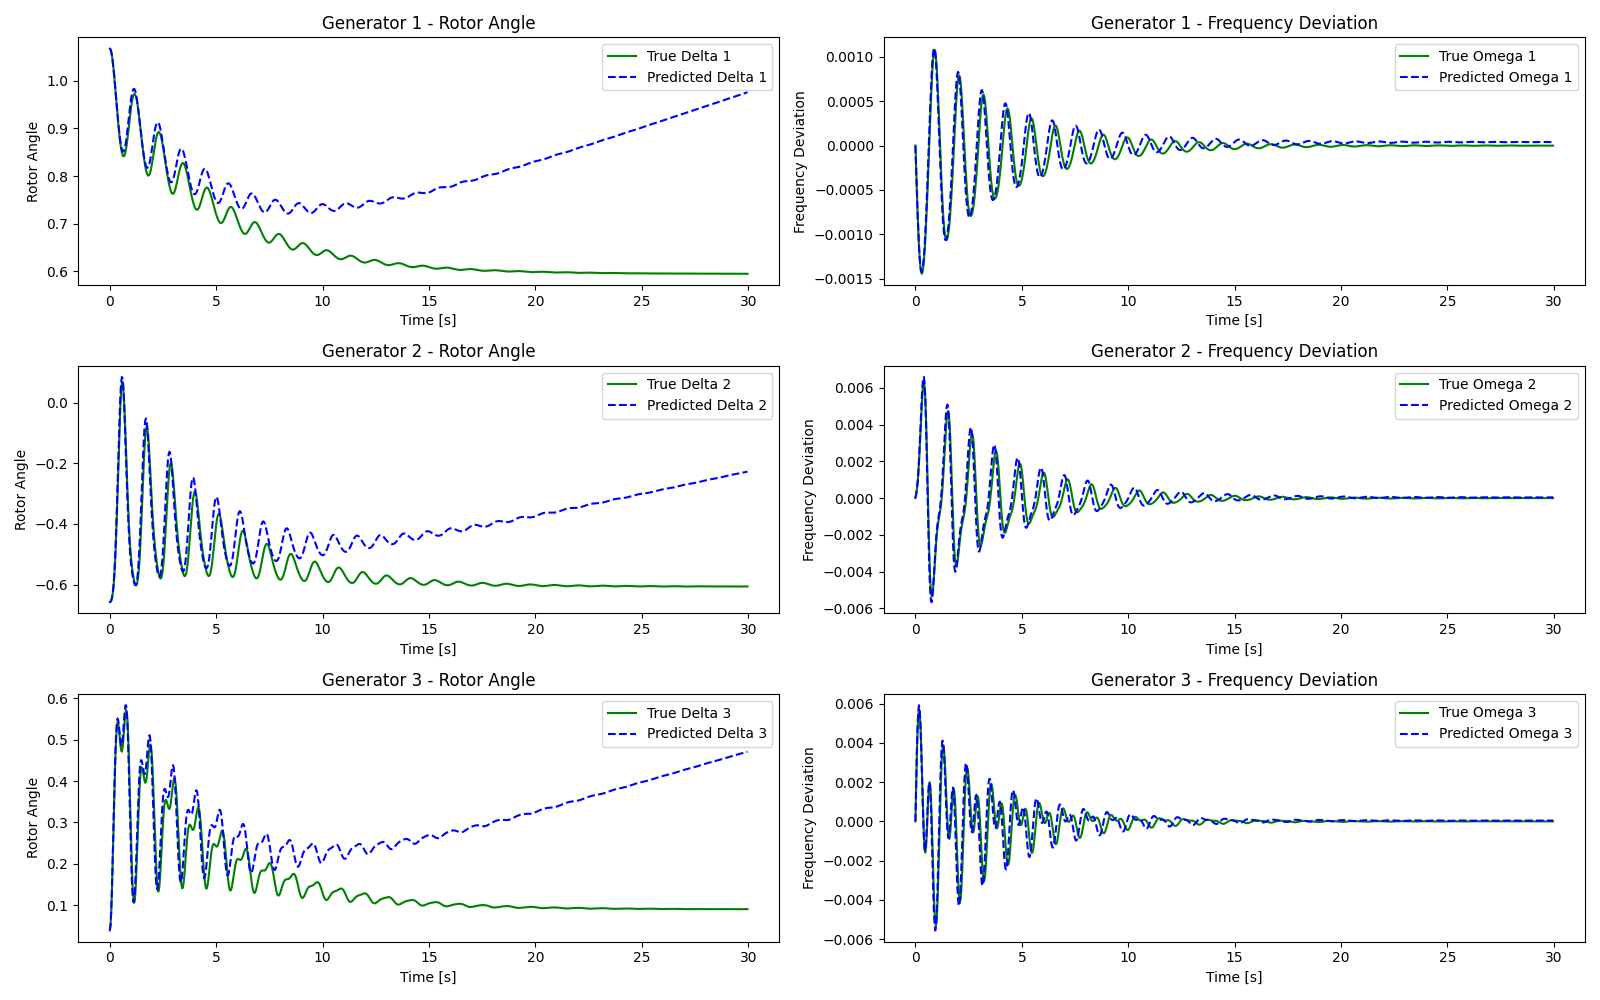 Generator 1 - Rotor Angle
True Delta 1
Predicted Delta 1
Rotor Angle
1.0
0.9
0.8
0.7
0.6
0 5 10 15 20 25 30
Time [s]
Generator 1 - Frequency Deviation
True Omega 1
Predicted Omega 1
Frequency Deviation
0.0010
0.0005
0.0000
−0.0005
−0.0010
−0.0015
0 5 10 15 20 25 30
Time [s]
Generator 2 - Rotor Angle
True Delta 2
Predicted Delta 2
Rotor Angle
0.0
−0.2
−0.4
−0.6
0 5 10 15 20 25 30
Time [s]
Generator 2 - Frequency Deviation
True Omega 2
Predicted Omega 2
Frequency Deviation
0.006
0.004
0.002
0.000
−0.002
−0.004
−0.006
0 5 10 15 20 25 30
Time [s]
Generator 3 - Rotor Angle
True Delta 3
Predicted Delta 3
Rotor Angle
0.6
0.5
0.4
0.3
0.2
0.1
0 5 10 15 20 25 30
Time [s]
Generator 3 - Frequency Deviation
True Omega 3
Predicted Omega 3
Frequency Deviation
0.006
0.004
0.002
0.000
−0.002
−0.004
−0.006
0 5 10 15 20 25 30
Time [s]